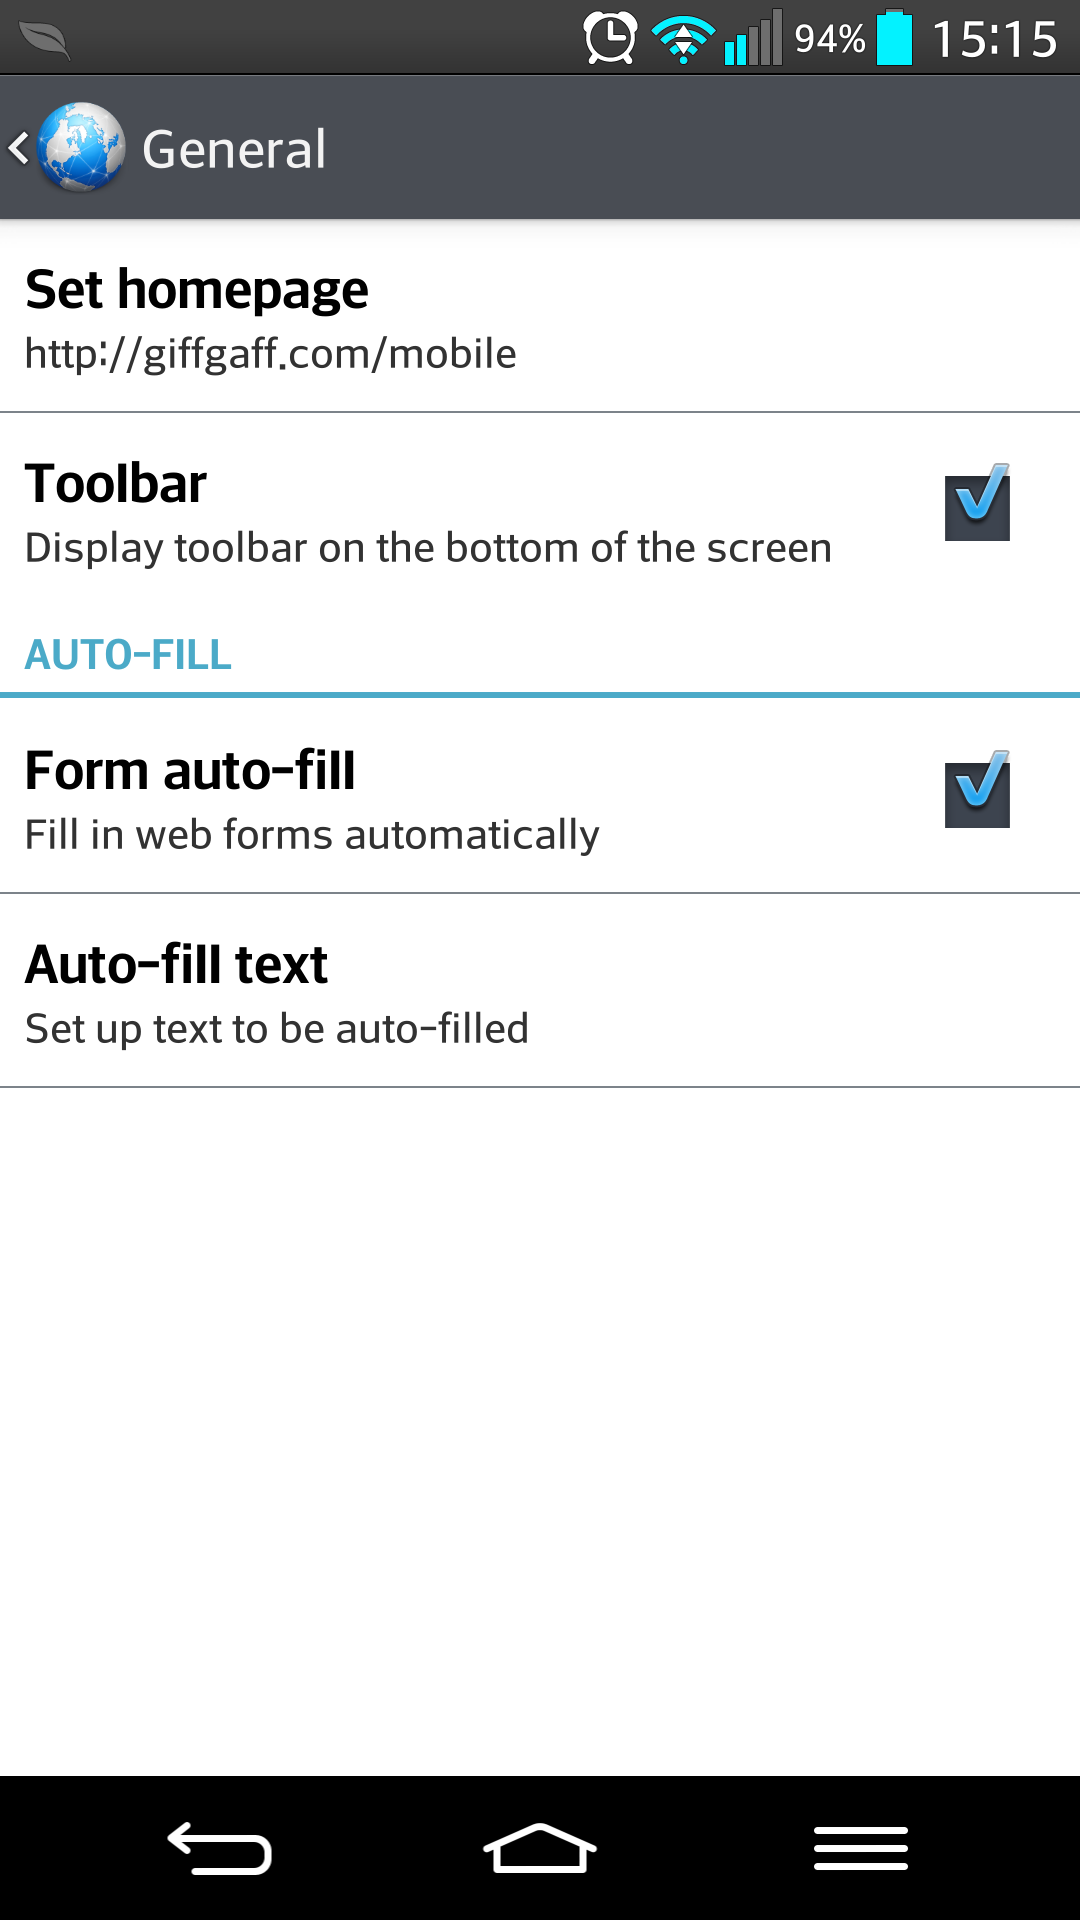 94% 15:15
General
Set homepage
http://giffgaff.com/mobile
Toolbar
Display toolbar on the bottom of the screen
AUTO-FILL
Form auto-fill
Fill in web forms automatically
Auto-fill text
Set up text to be auto-filled